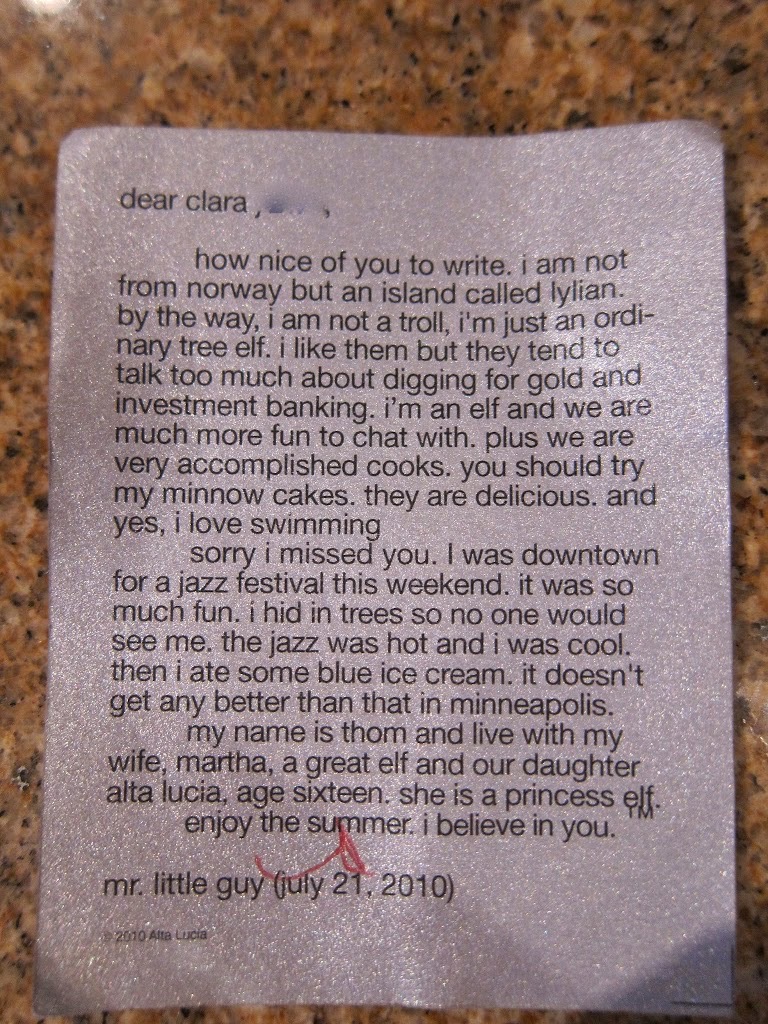 dear clara , ,
how nice of you to write. i am not
from norway but an island called lylian.
by the way, i am not a troll, i'm just an ordi-
nary tree elf. i like them but they tend to
talk too much about digging for gold and
investment banking. i'm an elf and we are
much more fun to chat with. plus we are
very accomplished cooks. you should try
my minnow cakes. they are delicious. and
yes, i love swimming
sorry i missed you. I was downtown
for a jazz festival this weekend. it was so
much fun. i hid in trees so no one would
see me. the jazz was hot and i was cool.
then i ate some blue ice cream. it doesn't
get any better than that in minneapolis.
my name is thom and live with my
wife, martha, a great elf and our daughter
alta lucia, age sixteen. she is a princess elf.
enjoy the summer. i believe in you.™
mr. little guy (july 21, 2010)
© 2010 Alta Lucia